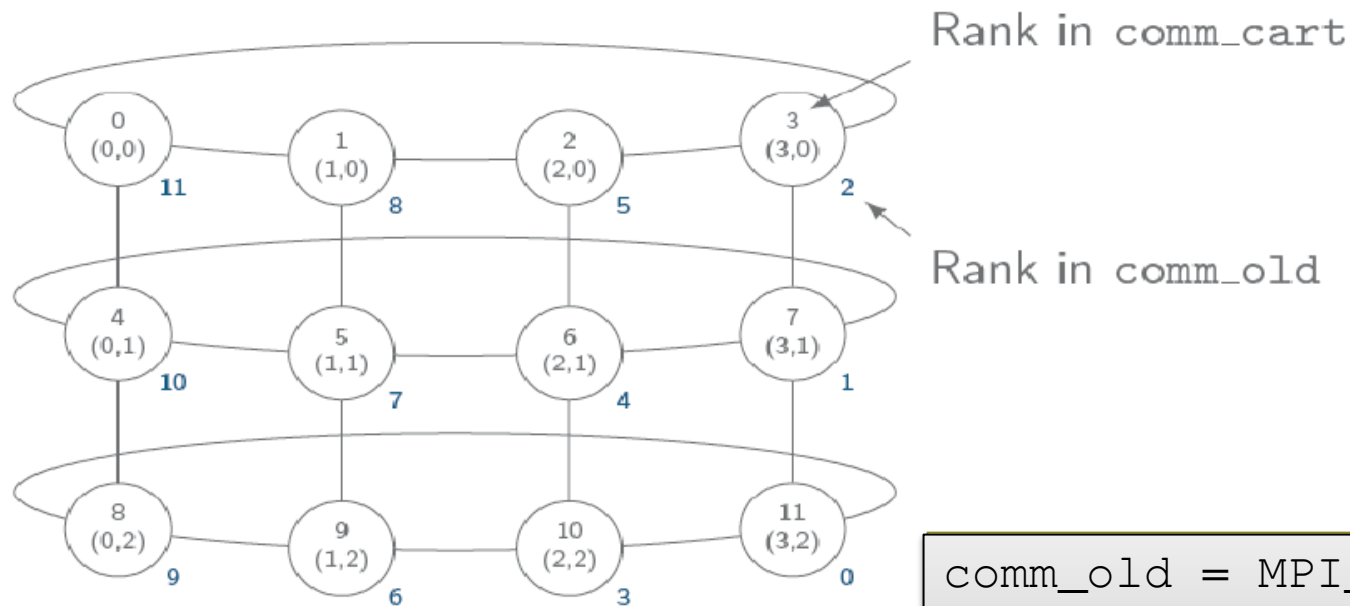 Rank in comm_cart
0 1 2 3
(0,0) (1,0) (2,0) (3,0)
11 8 5 2
Rank in comm_old
4 5 6 7
(0,1) (1,1) (2,1) (3,1)
10 7 4 1
8 9 10 11
(0,2) (1,2) (2,2) (3,2)
9 6 3 0
comm_old = MPI_